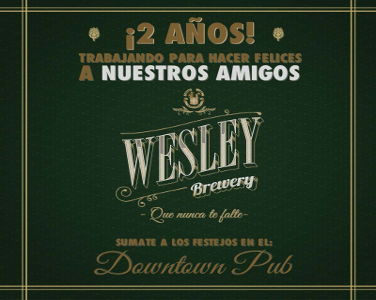 ¡2 AÑOS!
TRABAJANDO PARA HACER FELICES
A NUESTROS AMIGOS
WESLEY
Brewery
- Que nunca te falte-
SUMATE A LOS FESTEJOS EN EL:
Downtown Pub